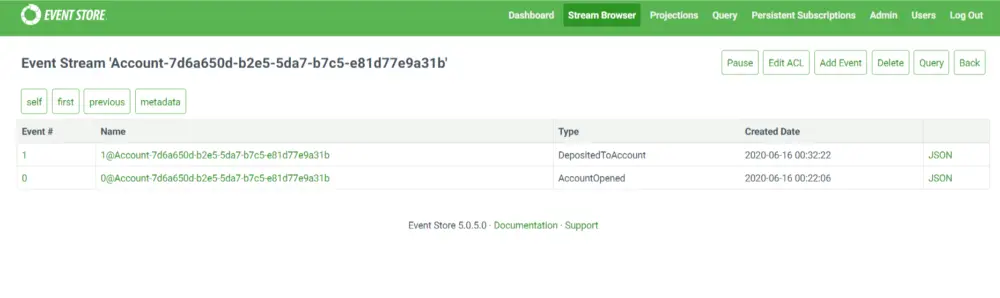 EVENT STORE Dashboard Stream Browser Projections Query Persistent Subscriptions Admin Users Log Out
Event Stream 'Account-7d6a650d-b2e5-5da7-b7c5-e81d77e9a31b' Pause Edit ACL Add Event Delete Query Back
self first previous metadata
Event # Name Type Created Date
1 1@Account-7d6a650d-b2e5-5da7-b7c5-e81d77e9a31b DepositedToAccount 2020-06-16 00:32:22 JSON
0 0@Account-7d6a650d-b2e5-5da7-b7c5-e81d77e9a31b AccountOpened 2020-06-16 00:22:06 JSON
Event Store 5.0.5.0 · Documentation · Support